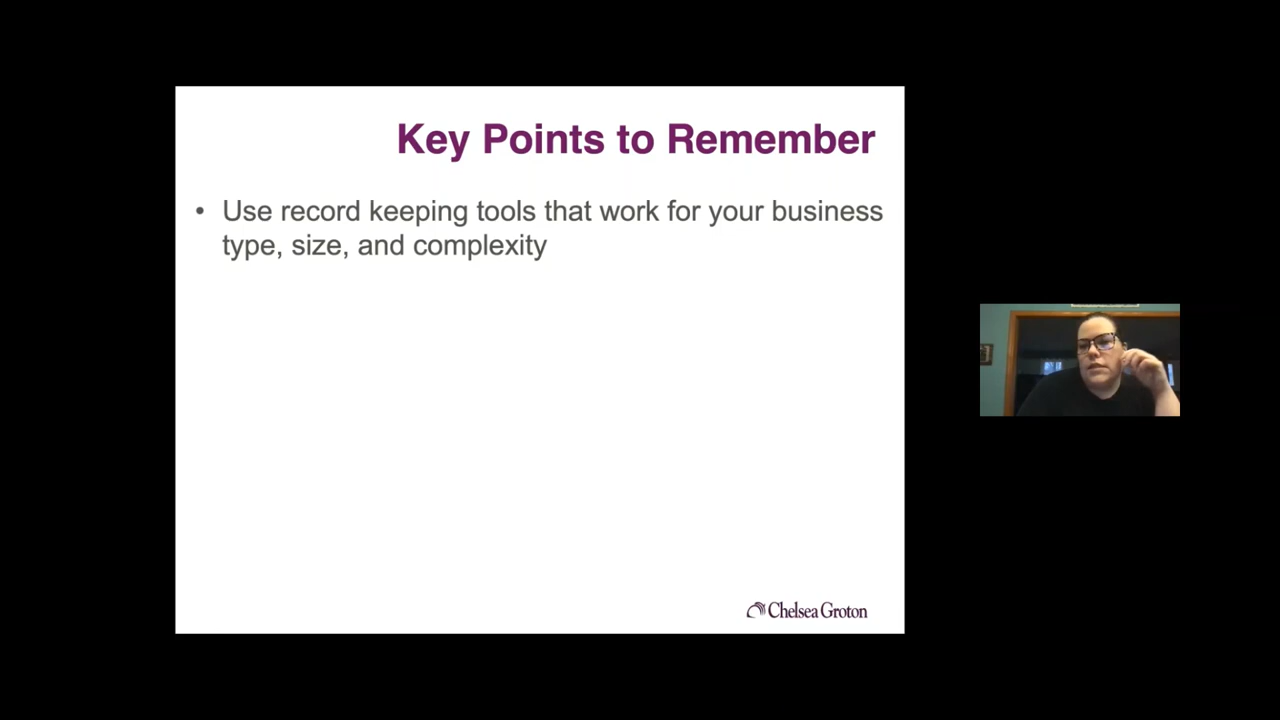 Key Points to Remember
• Use record keeping tools that work for your business
type, size, and complexity
Chelsea Groton